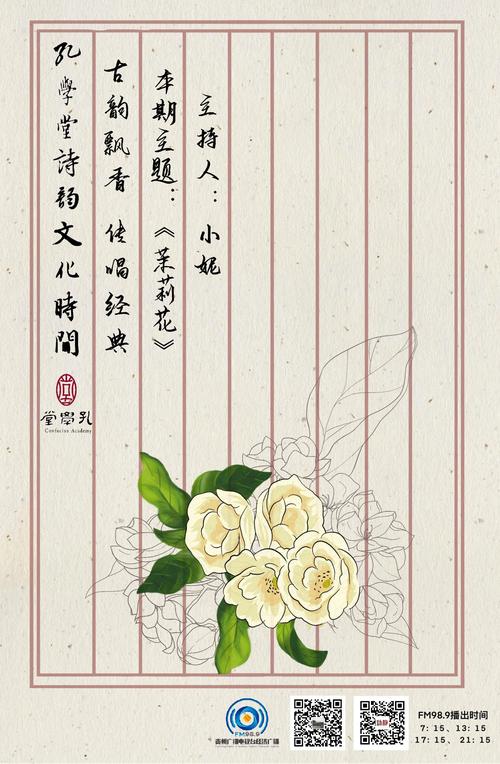 孔學堂詩韵文化時間
古韵飘香 传唱经典
本期主题：《茉莉花》
主持人：小妮
孔學堂
Confucius Academy
FM98.9
贵州广播电视台经济广播
FM98.9播出时间
7: 15、13: 15
17: 15、 21: 15